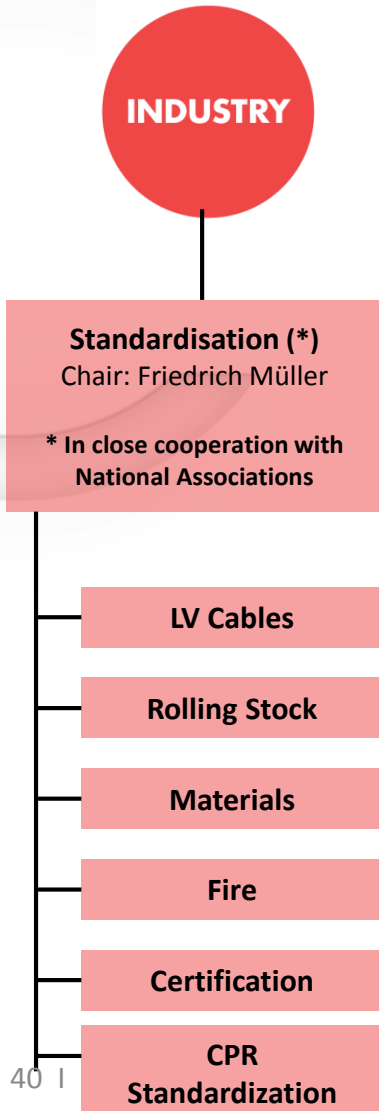 INDUSTRY
Standardisation (*)
Chair: Friedrich Müller
* In close cooperation with
National Associations
LV Cables
Rolling Stock
Materials
Fire
Certification
CPR
Standardization
40 I